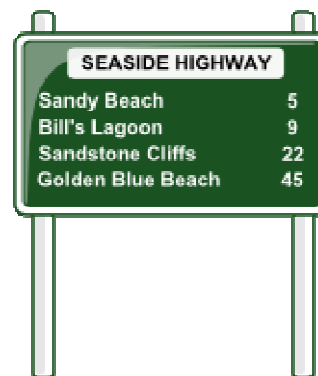 SEASIDE HIGHWAY
Sandy Beach 5
Bill's Lagoon 9
Sandstone Cliffs 22
Golden Blue Beach 45